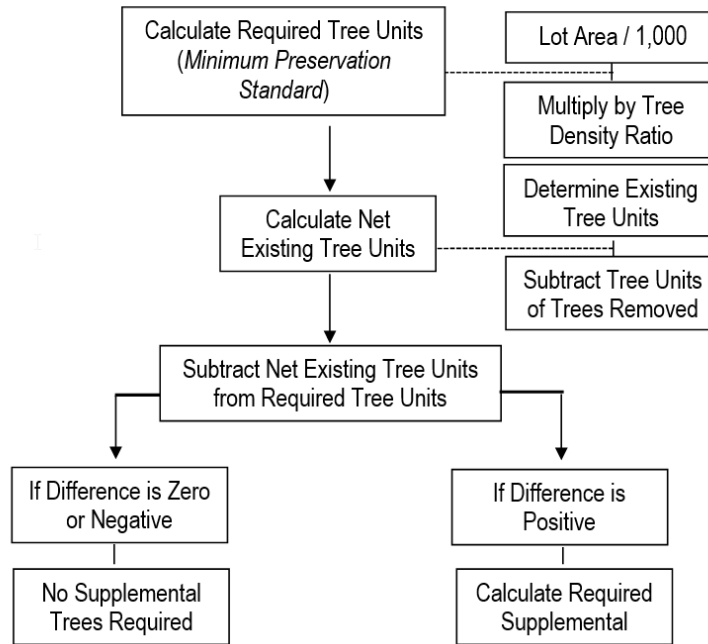 Calculate Required Tree Units
(Minimum Preservation
Standard)
Lot Area / 1,000
Multiply by Tree
Density Ratio
Calculate Net
Existing Tree Units
Determine Existing
Tree Units
Subtract Tree Units
of Trees Removed
Subtract Net Existing Tree Units
from Required Tree Units
If Difference is Zero
or Negative
If Difference is
Positive
No Supplemental
Trees Required
Calculate Required
Supplemental